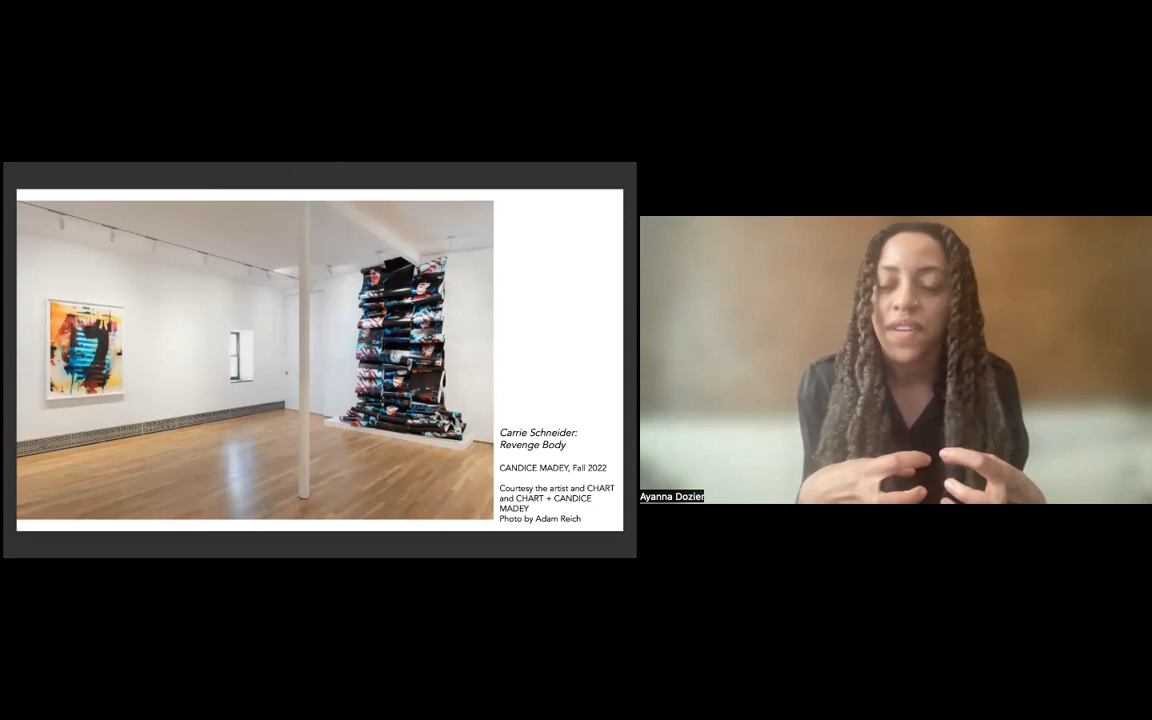 Carrie Schneider:
Revenge Body
CANDICE MADEY, Fall 2022
Courtesy the artist and CHART
and CHART + CANDICE
MADEY
Photo by Adam Reich
Ayanna Dozier